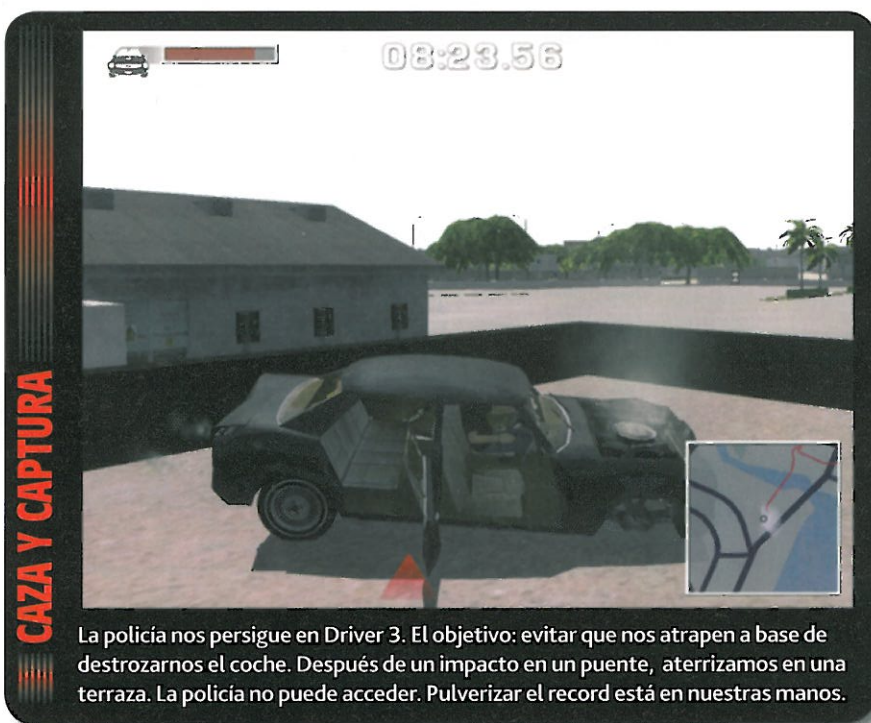 08:23.56
CAZA Y CAPTURA
La policía nos persigue en Driver 3. El objetivo: evitar que nos atrapen a base de
destrozarnos el coche. Después de un impacto en un puente, aterrizamos en una
terraza. La policía no puede acceder. Pulverizar el record está en nuestras manos.